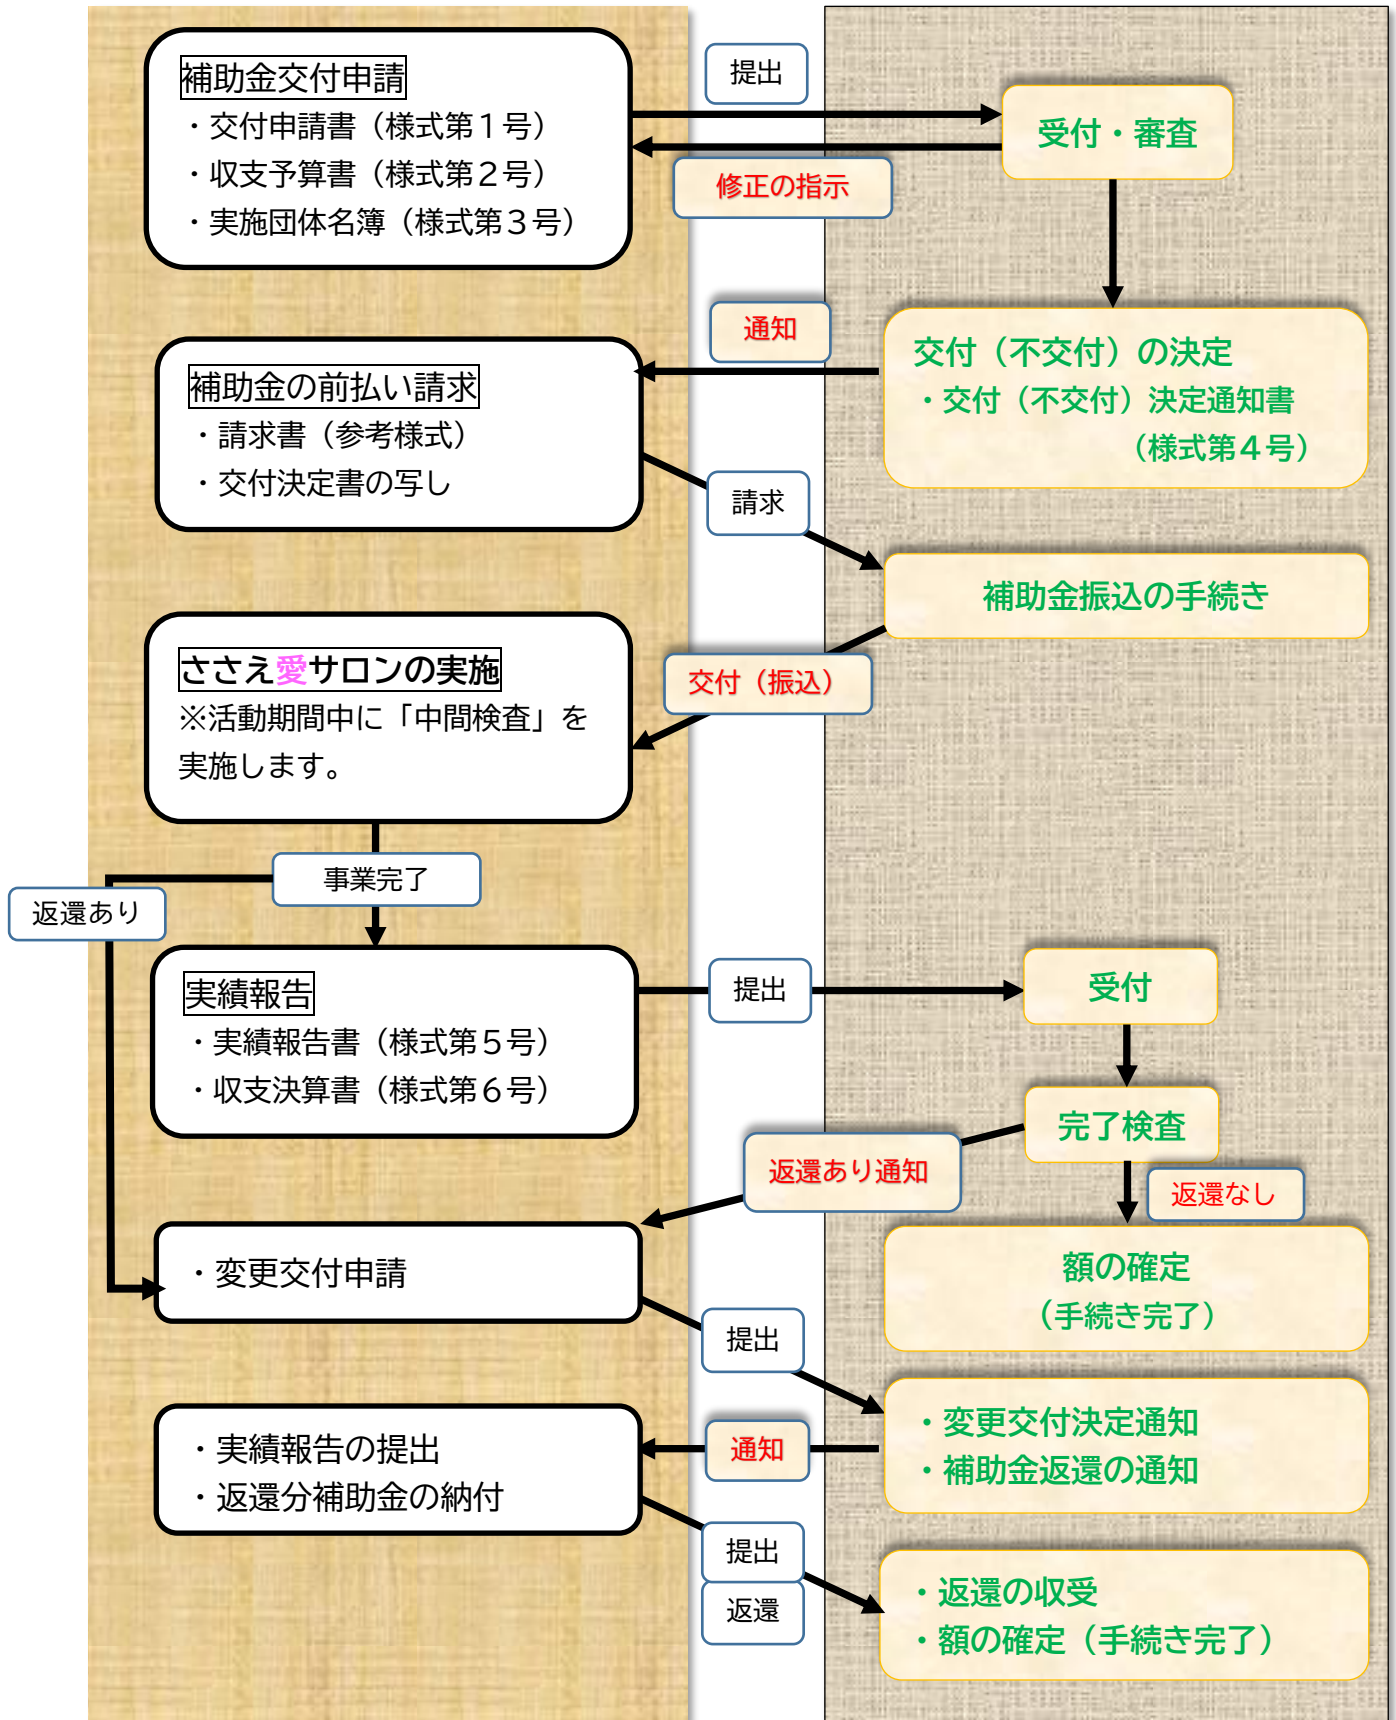 補助金交付申請
・交付申請書（様式第１号）
・収支予算書（様式第２号）
・実施団体名簿（様式第３号）
提出
受付・審査
修正の指示
通知
交付（不交付）の決定
・交付（不交付）決定通知書
（様式第４号）
補助金の前払い請求
・請求書（参考様式）
・交付決定書の写し
請求
補助金振込の手続き
交付（振込）
ささえ愛サロンの実施
※活動期間中に「中間検査」を
実施します。
事業完了
返還あり
実績報告
・実績報告書（様式第５号）
・収支決算書（様式第６号）
提出
受付
完了検査
返還あり通知
返還なし
額の確定
（手続き完了）
・変更交付申請
提出
・変更交付決定通知
・補助金返還の通知
通知
・実績報告の提出
・返還分補助金の納付
提出
返還
・返還の収受
・額の確定（手続き完了）